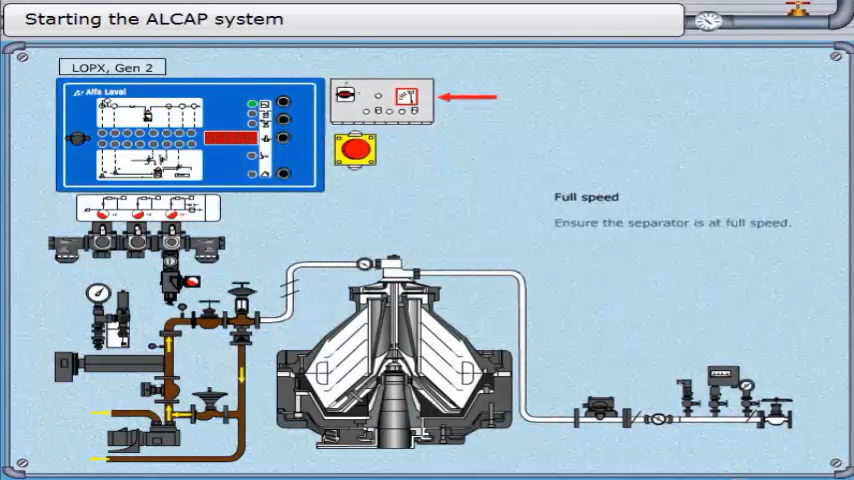 Starting the ALCAP system
LOPX, Gen 2
Alfa Laval
Full speed
Ensure the separator is at full speed.